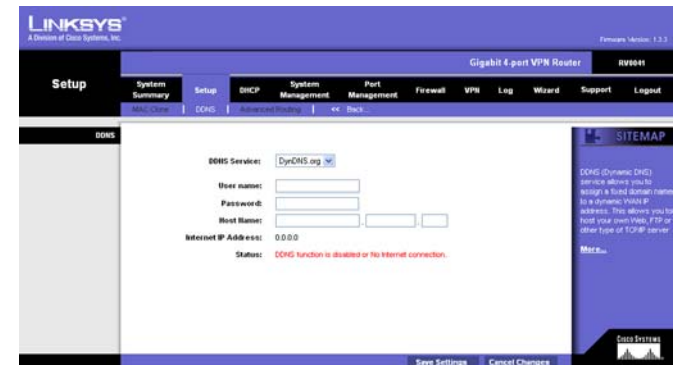 LINKSYS®
A Division of Cisco Systems, Inc.
Firmware Version: 1.3.3
Gigabit 4-port VPN Router
RV0041
Setup
System Summary
Setup
DHCP
System Management
Port Management
Firewall
VPN
Log
Wizard
Support
Logout
MAC Clone | DDNS | Advanced Routing | << Back...
DDNS
SITEMAP
DDNS Service: DynDNS.org
User name:
Password:
Host Name: . .
Internet IP Address: 0.0.0.0
Status: DDNS function is disabled or No Internet connection.
DDNS (Dynamic DNS)
service allows you to
assign a fixed domain name
to a dynamic WAN IP
address. This allows you to
host your own Web, FTP or
other type of TCP/IP server
More...
Save Settings
Cancel Changes
CISCO SYSTEMS